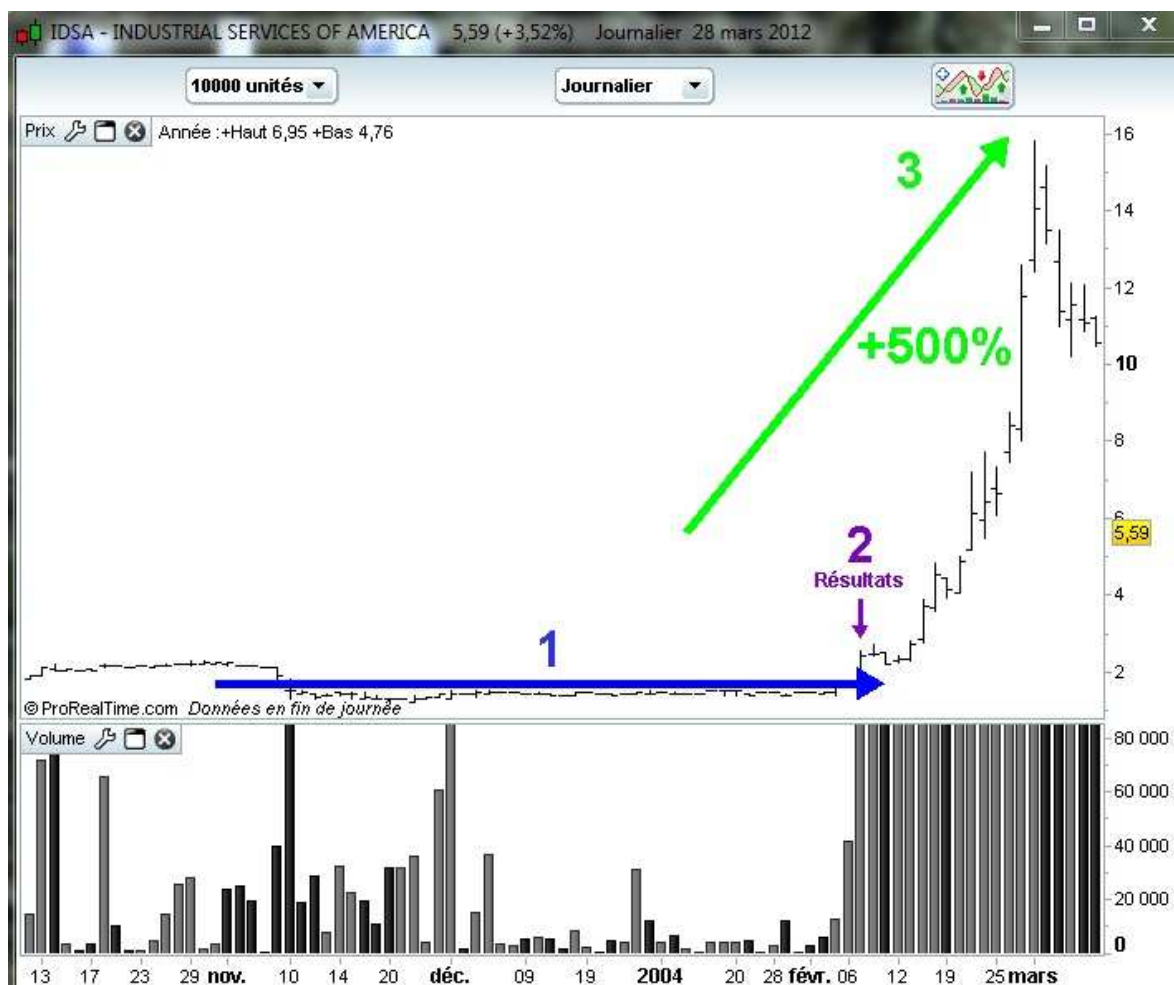 IDSA - INDUSTRIAL SERVICES OF AMERICA 5,59 (+3,52%) Journalier 28 mars 2012
10000 unités Journalier
Prix Année :+Haut 6,95 +Bas 4,76
16
3
14
12
+500%
10
8
6
2
5,59
Résultats
4
1
2
© ProRealTime.com Données en fin de journée
Volume
80 000
60 000
40 000
20 000
0
13 17 23 29 nov. 10 14 20 déc. 09 19 2004 20 28 févr. 06 12 19 25 mars